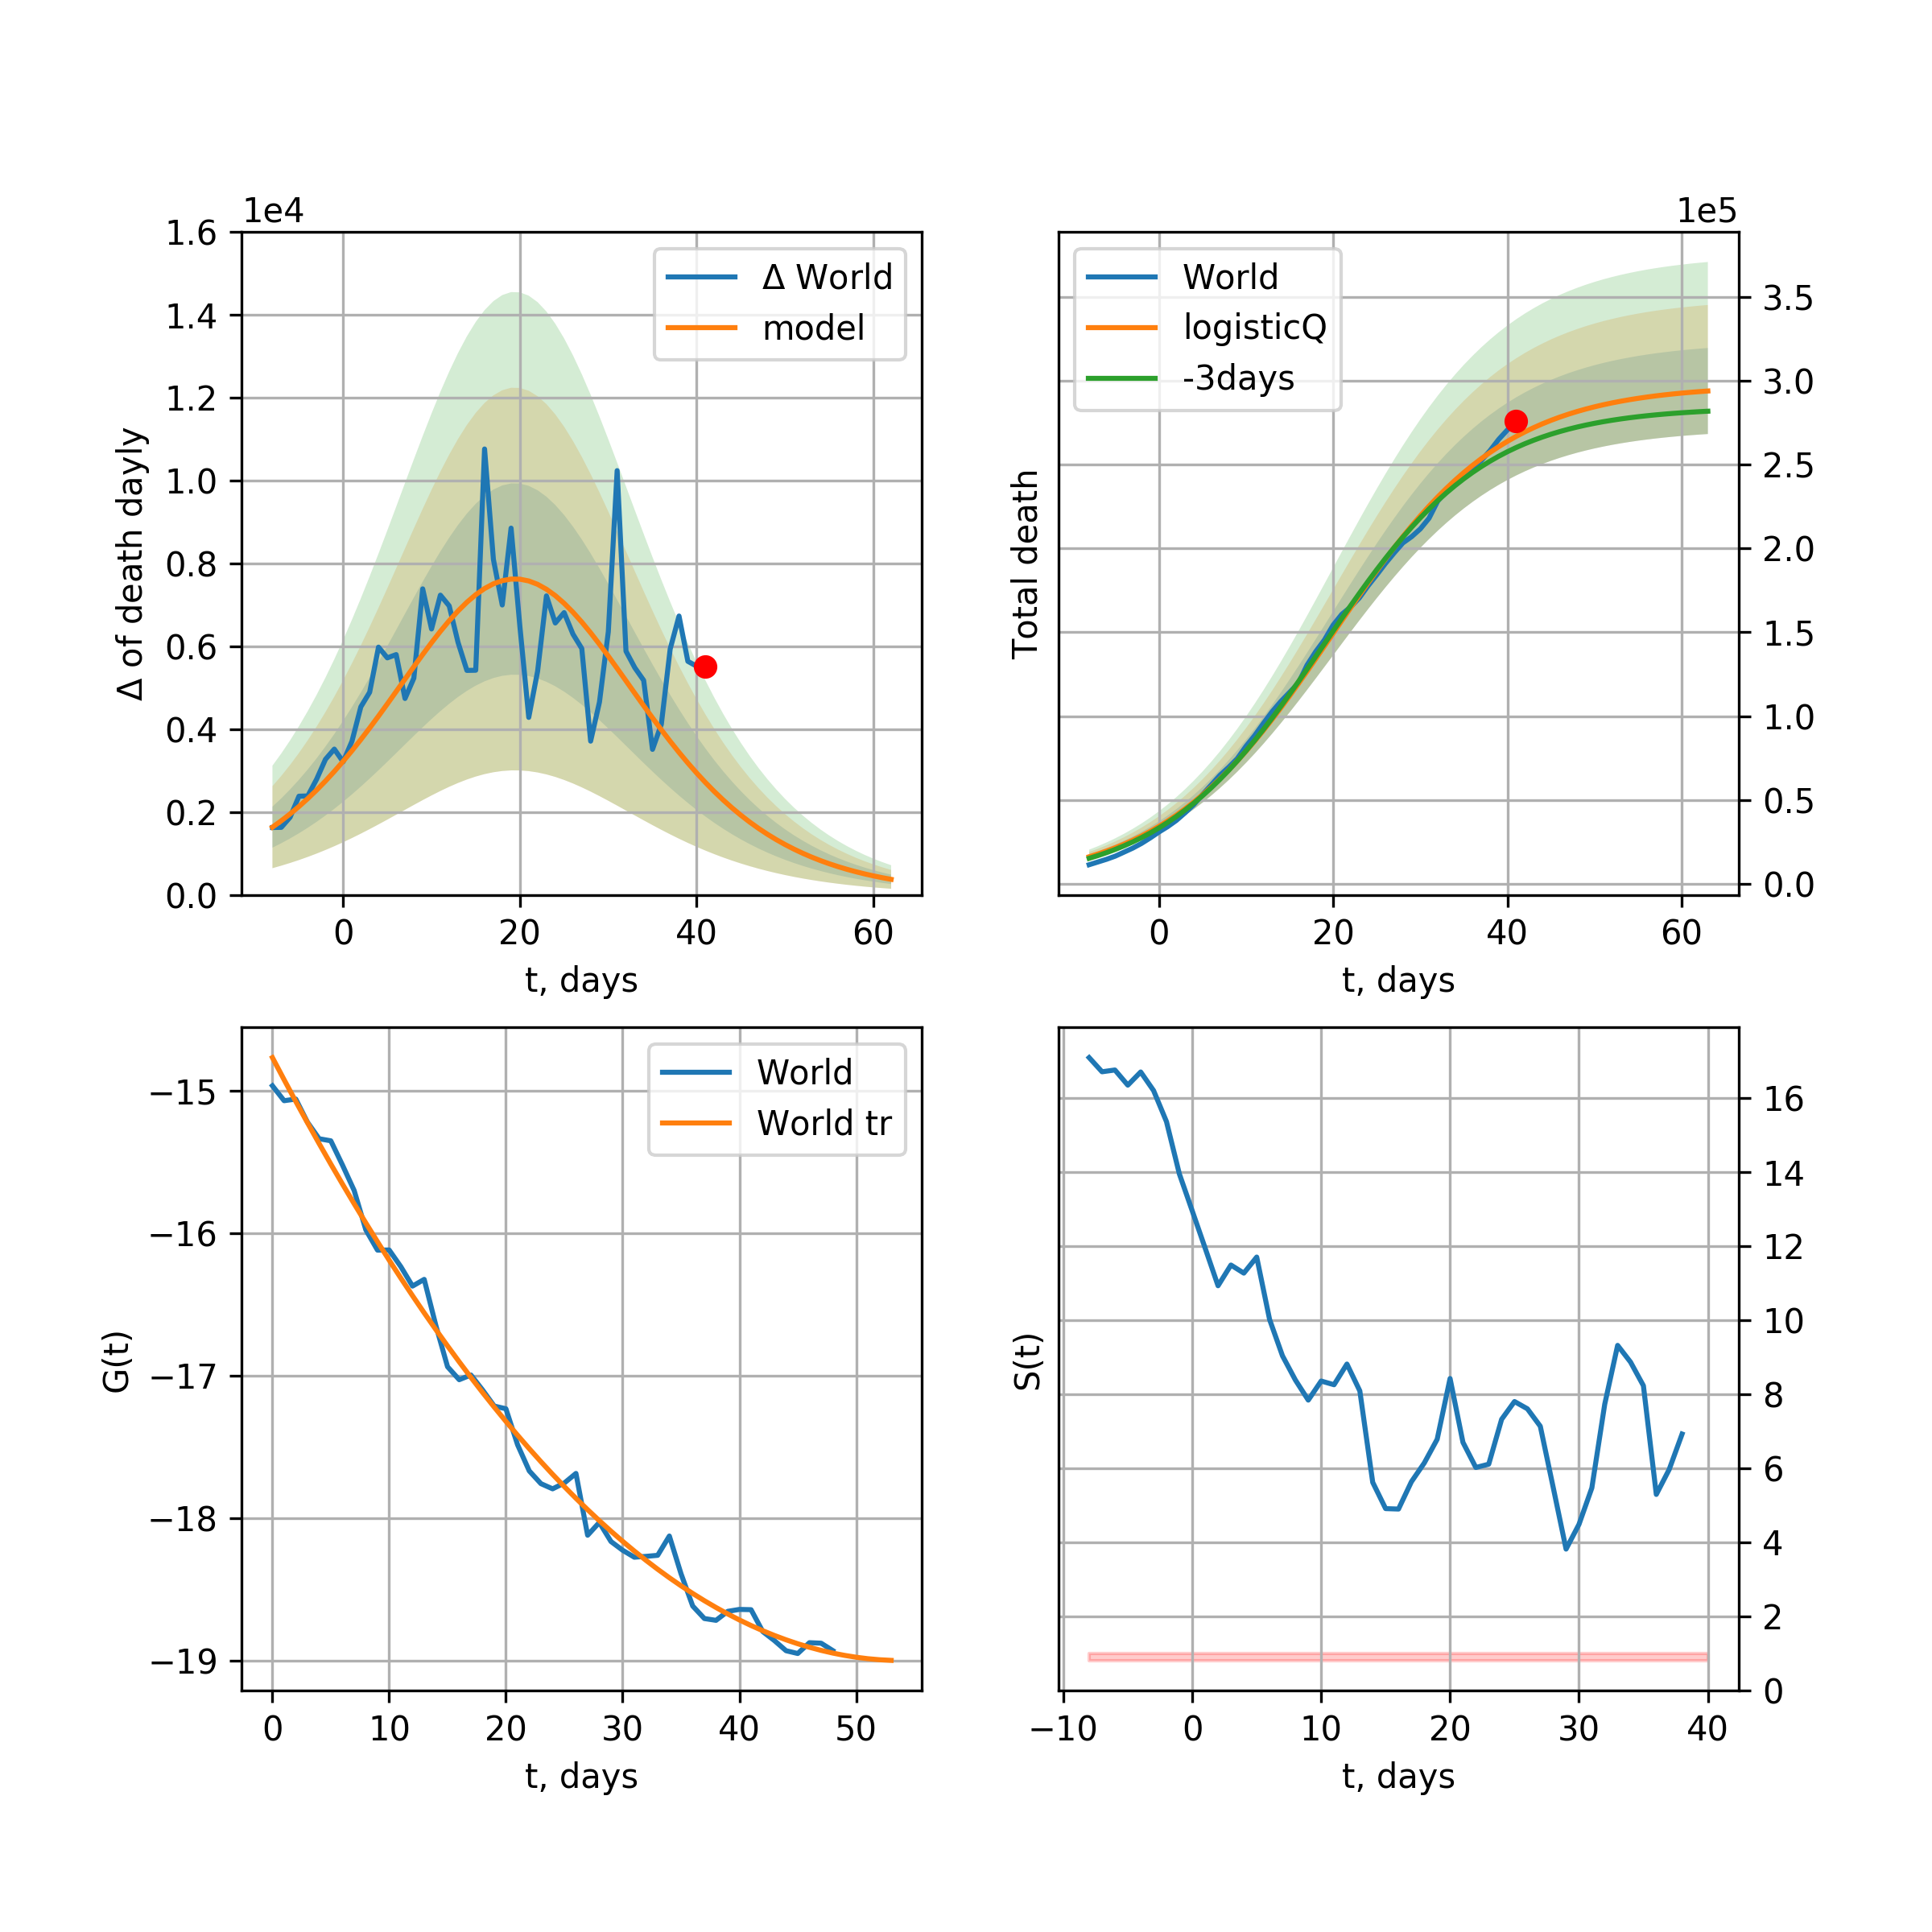 1e4
1.6
1.4
1.2
1.0
0.8
0.6
0.4
0.2
0.0
Δ of death dayly
0 20 40 60
t, days
Δ World
model
1e5
3.5
3.0
2.5
2.0
1.5
1.0
0.5
0.0
Total death
0 20 40 60
t, days
World
logisticQ
-3days
−15
−16
−17
−18
−19
G(t)
0 10 20 30 40 50
t, days
World
World tr
16
14
12
10
8
6
4
2
0
S(t)
−10 0 10 20 30 40
t, days